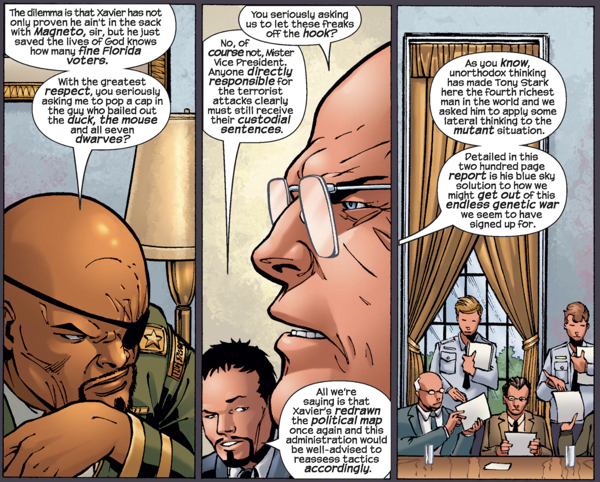 The dilemma is that Xavier has not
only proven he ain't in the sack
with Magneto, sir, but he just
saved the lives of God knows
how many fine Florida
voters.
With the greatest
respect, you seriously
asking me to pop a cap in
the guy who bailed out
the duck, the mouse
and all seven
dwarves?
You seriously asking
us to let these freaks
off the hook?
No, of
course not, Mister
Vice President.
Anyone directly
responsible for
the terrorist
attacks clearly
must still receive
their custodial
sentences.
All we're
saying is that
Xavier's redrawn
the political map
once again and this
administration would
be well-advised to
reassess tactics
accordingly.
As you know,
unorthodox thinking
has made Tony Stark
here the fourth richest
man in the world and we
asked him to apply some
lateral thinking to the
mutant situation.
Detailed in this
two hundred page
report is his blue sky
solution to how we
might get out of this
endless genetic war
we seem to have
signed up for.